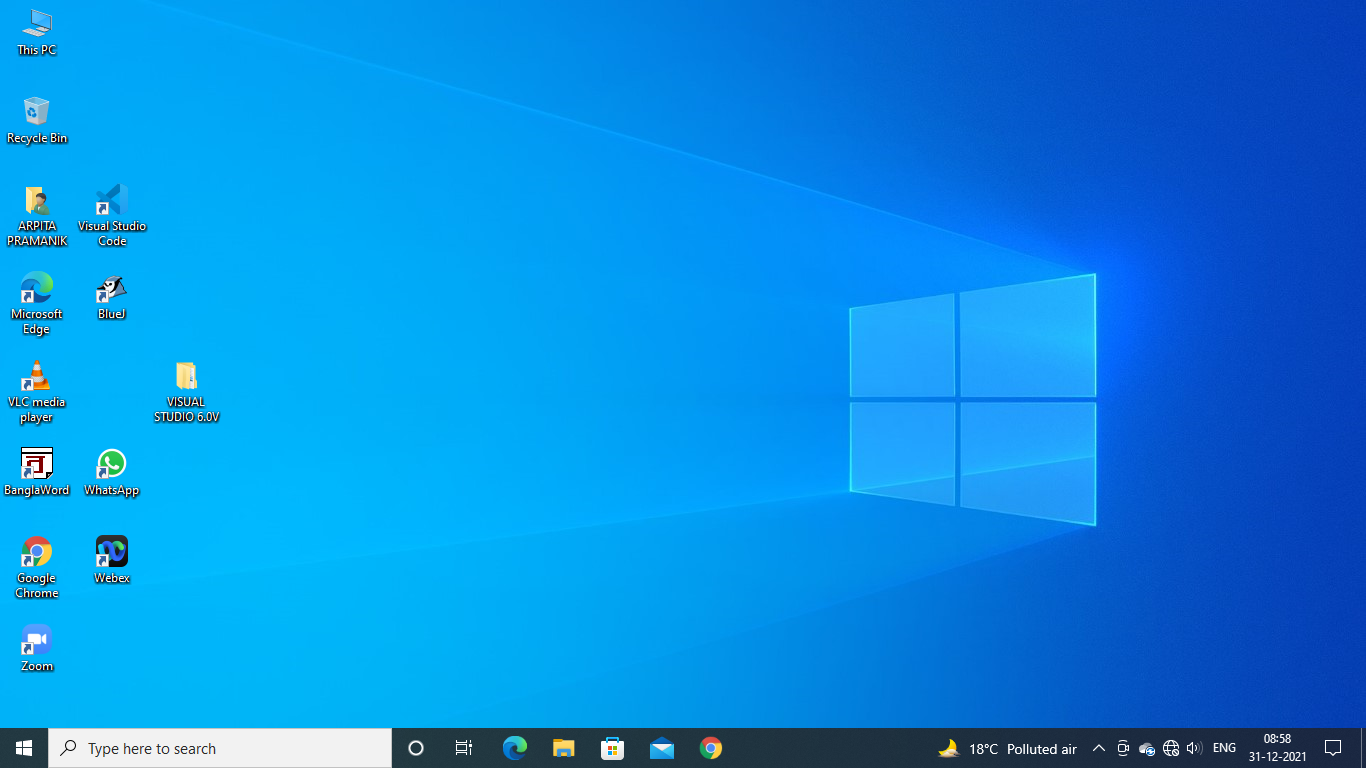 This PC
Recycle Bin
ARPITA
PRAMANIK
Visual Studio
Code
Microsoft
Edge
BlueJ
VLC media
player
VISUAL
STUDIO 6.0V
BanglaWord
WhatsApp
Google
Chrome
Webex
Zoom
Type here to search
18°C Polluted air
ENG
08:58
31-12-2021